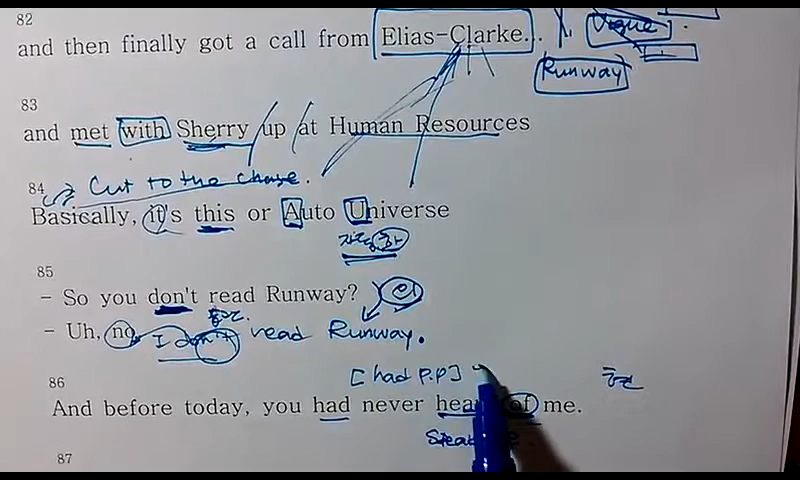 82
and then finally got a call from Elias-Clarke... X. Vogue.
Runway
83
and met with Sherry up at Human Resources
Cut to the chase.
84
Basically, it's this or Auto Universe
85
- So you don't read Runway?
- Uh, no I don't read Runway.
[had p.p]
86
And before today, you had never hea of me.
87